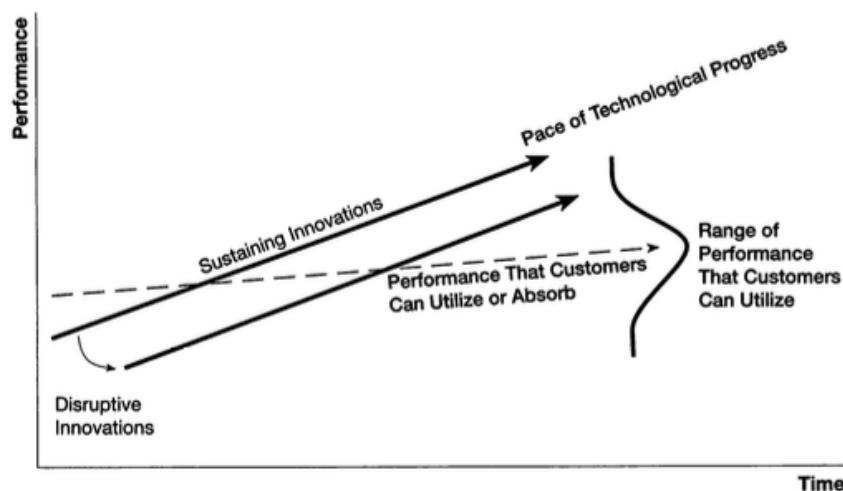 Performance
Pace of Technological Progress
Sustaining Innovations
Performance That Customers
Can Utilize or Absorb
Range of
Performance
That Customers
Can Utilize
Disruptive
Innovations
Time